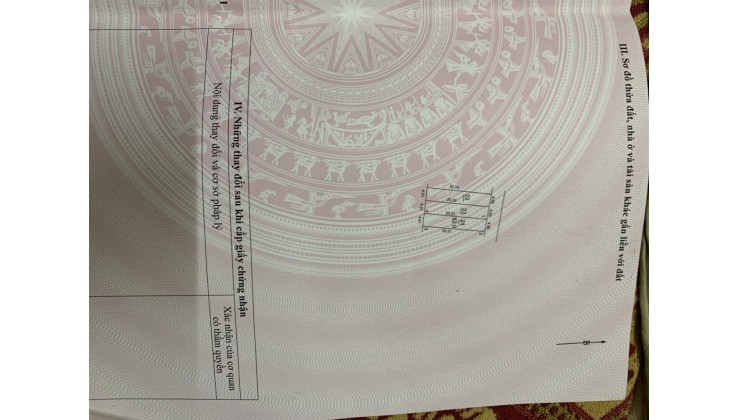 III. Sơ đồ thửa đất, nhà ở và tài sản khác gắn liền với đất
B
IV. Những thay đổi sau khi cấp giấy chứng nhận
Nội dung thay đổi và cơ sở pháp lý
Xác nhận của cơ quan
có thẩm quyền